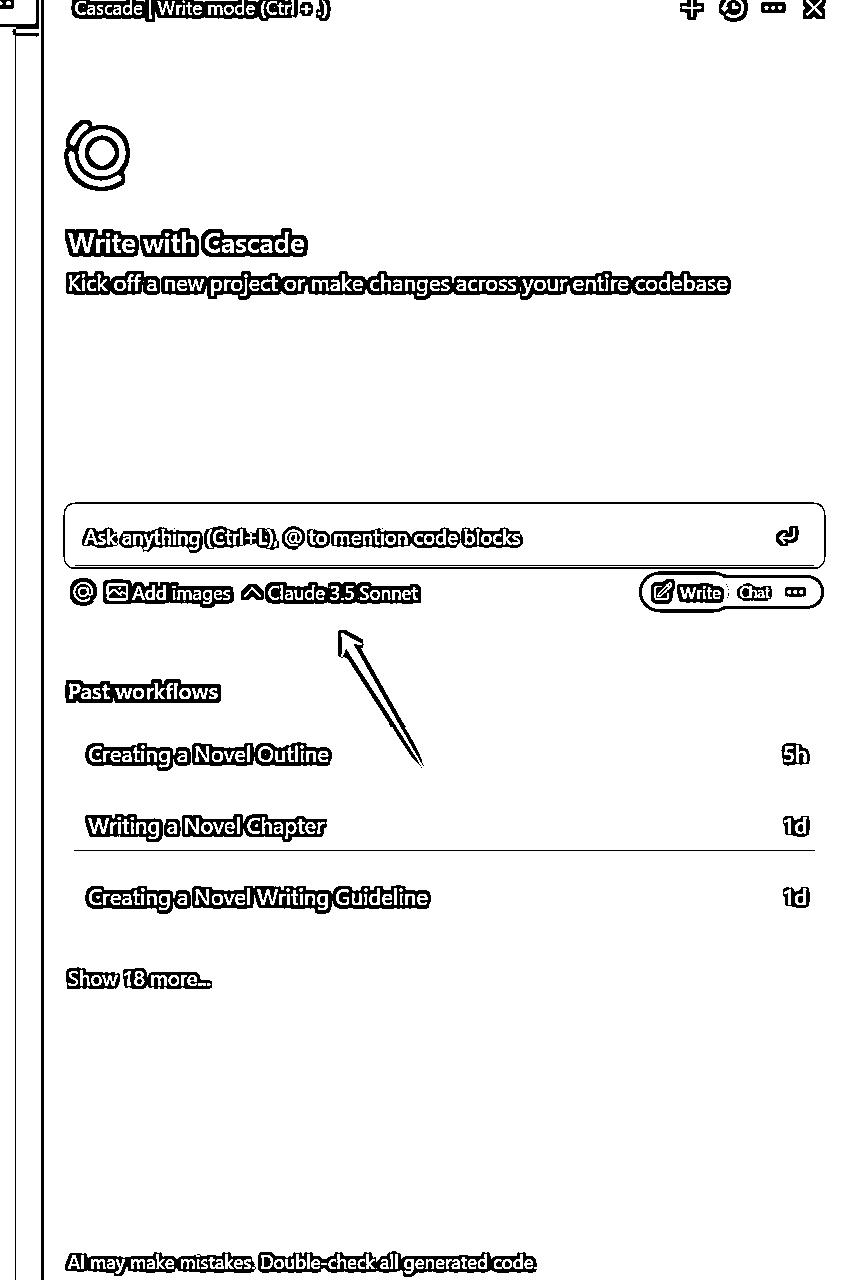 Cascade | Write mode (Ctrl + .)
Write with Cascade
Kick off a new project or make changes across your entire codebase
Ask anything (Ctrl+L), @ to mention code blocks
@ Add images Claude 3.5 Sonnet Write Chat
Past workflows
Creating a Novel Outline 5h
Writing a Novel Chapter 1d
Creating a Novel Writing Guideline 1d
Show 18 more...
AI may make mistakes. Double-check all generated code.